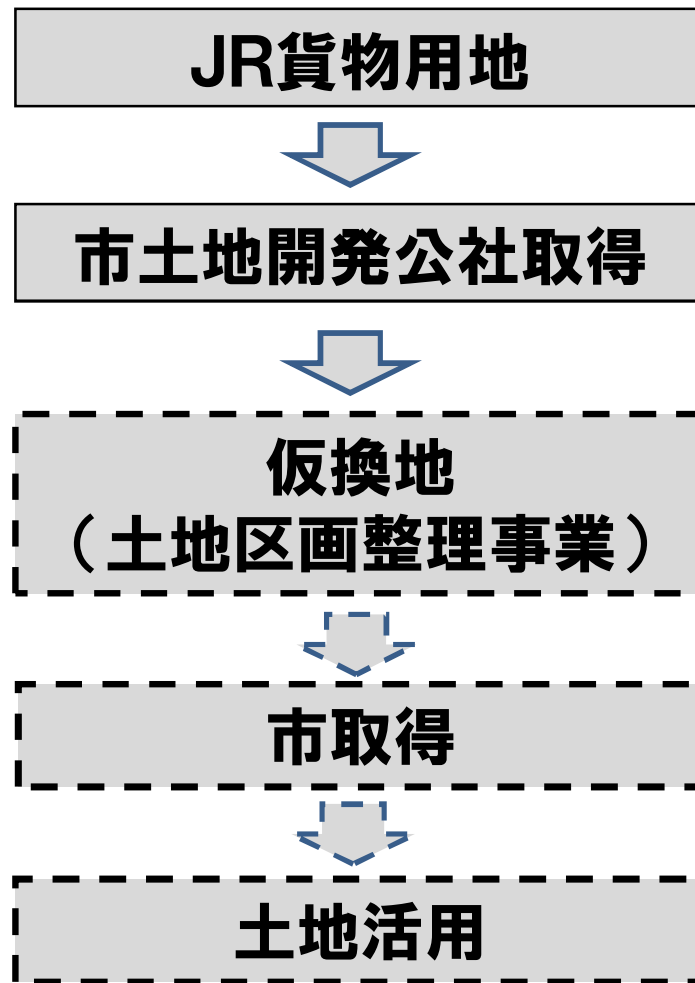 JR貨物用地
市土地開発公社取得
仮換地
（土地区画整理事業）
市取得
土地活用